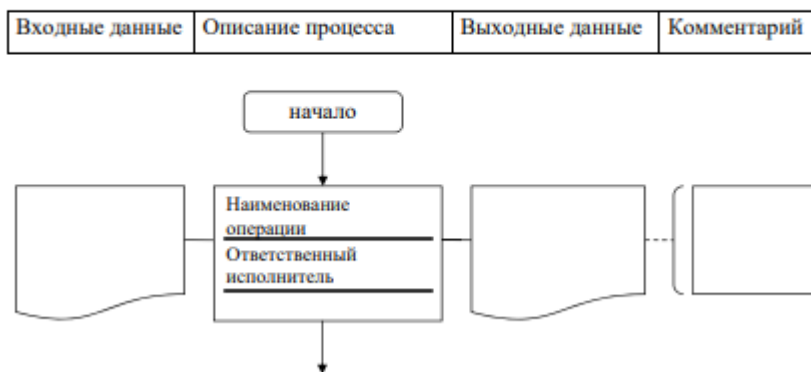 Входные данные Описание процесса Выходные данные Комментарий
начало
Наименование
операции
Ответственный
исполнитель